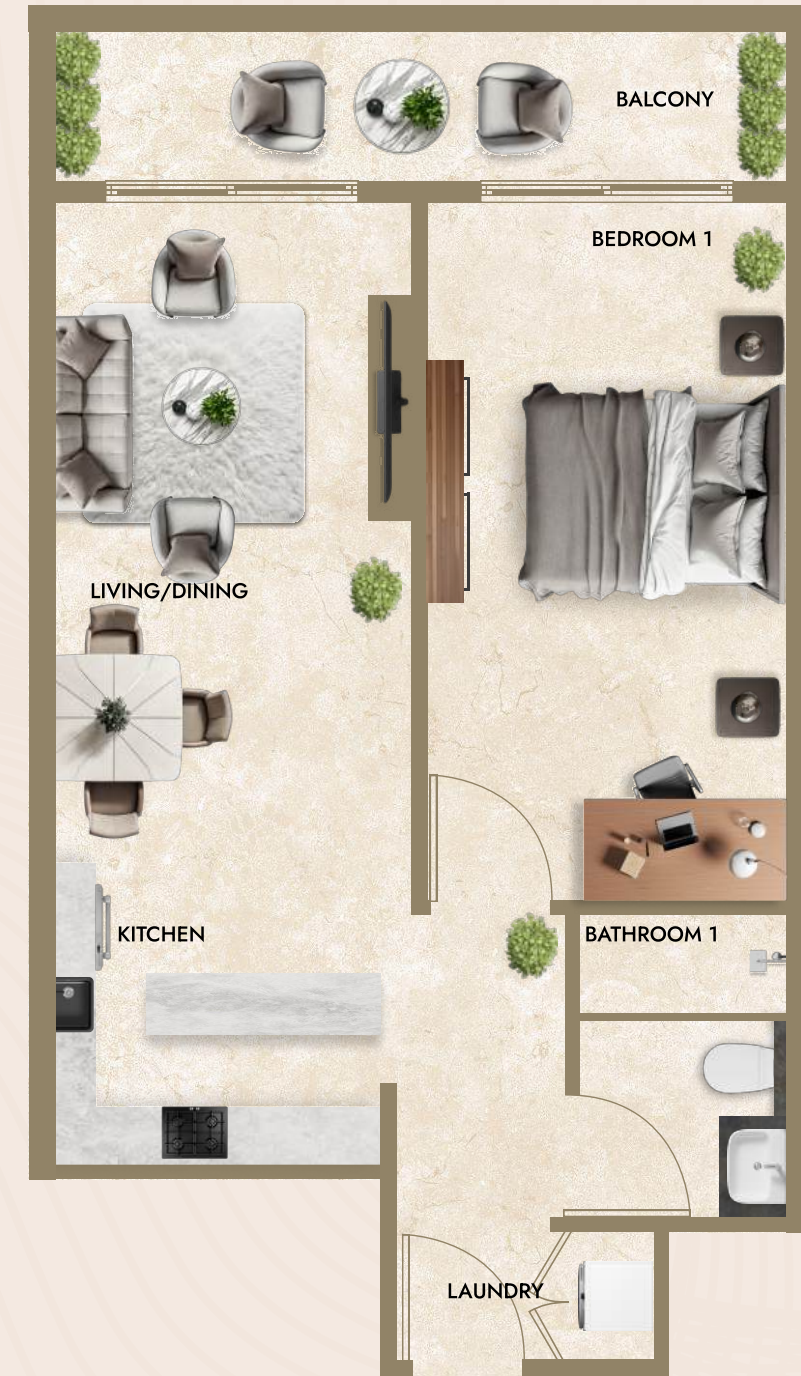 BALCONY
BEDROOM 1
LIVING/DINING
KITCHEN
BATHROOM 1
LAUNDRY